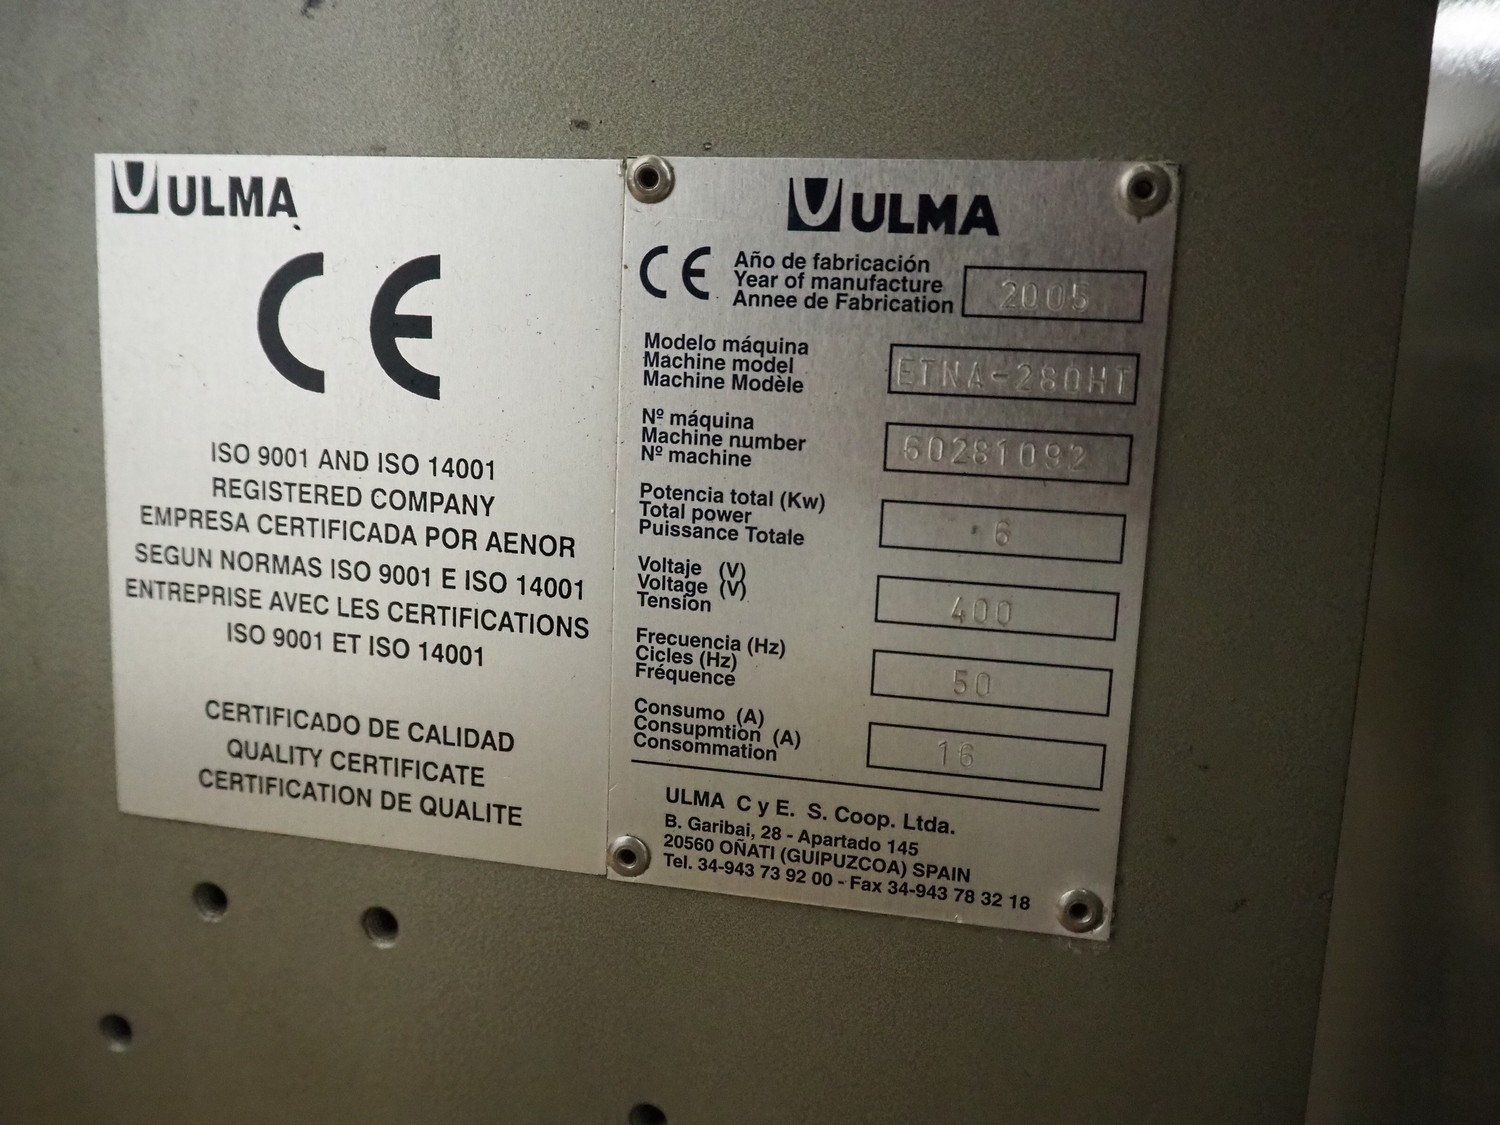 ULMA
CE
ISO 9001 AND ISO 14001
REGISTERED COMPANY
EMPRESA CERTIFICADA POR AENOR
SEGUN NORMAS ISO 9001 E ISO 14001
ENTREPRISE AVEC LES CERTIFICATIONS
ISO 9001 ET ISO 14001
CERTIFICADO DE CALIDAD
QUALITY CERTIFICATE
CERTIFICATION DE QUALITE
ULMA
CE
Año de fabricación
Year of manufacture
Annee de Fabrication
2005
Modelo máquina
Machine model
Machine Modèle
ETNA-280HT
Nº máquina
Machine number
Nº machine
60281092
Potencia total (Kw)
Total power
Puissance Totale
6
Voltaje (V)
Voltage (V)
Tensión
400
Frecuencia (Hz)
Cicles (Hz)
Fréquence
50
Consumo (A)
Consupmtion (A)
Consommation
16
ULMA C y E. S. Coop. Ltda.
B. Garibai, 28 - Apartado 145
20560 OÑATI (GUIPUZCOA) SPAIN
Tel. 34-943 73 92 00 - Fax 34-943 78 32 18